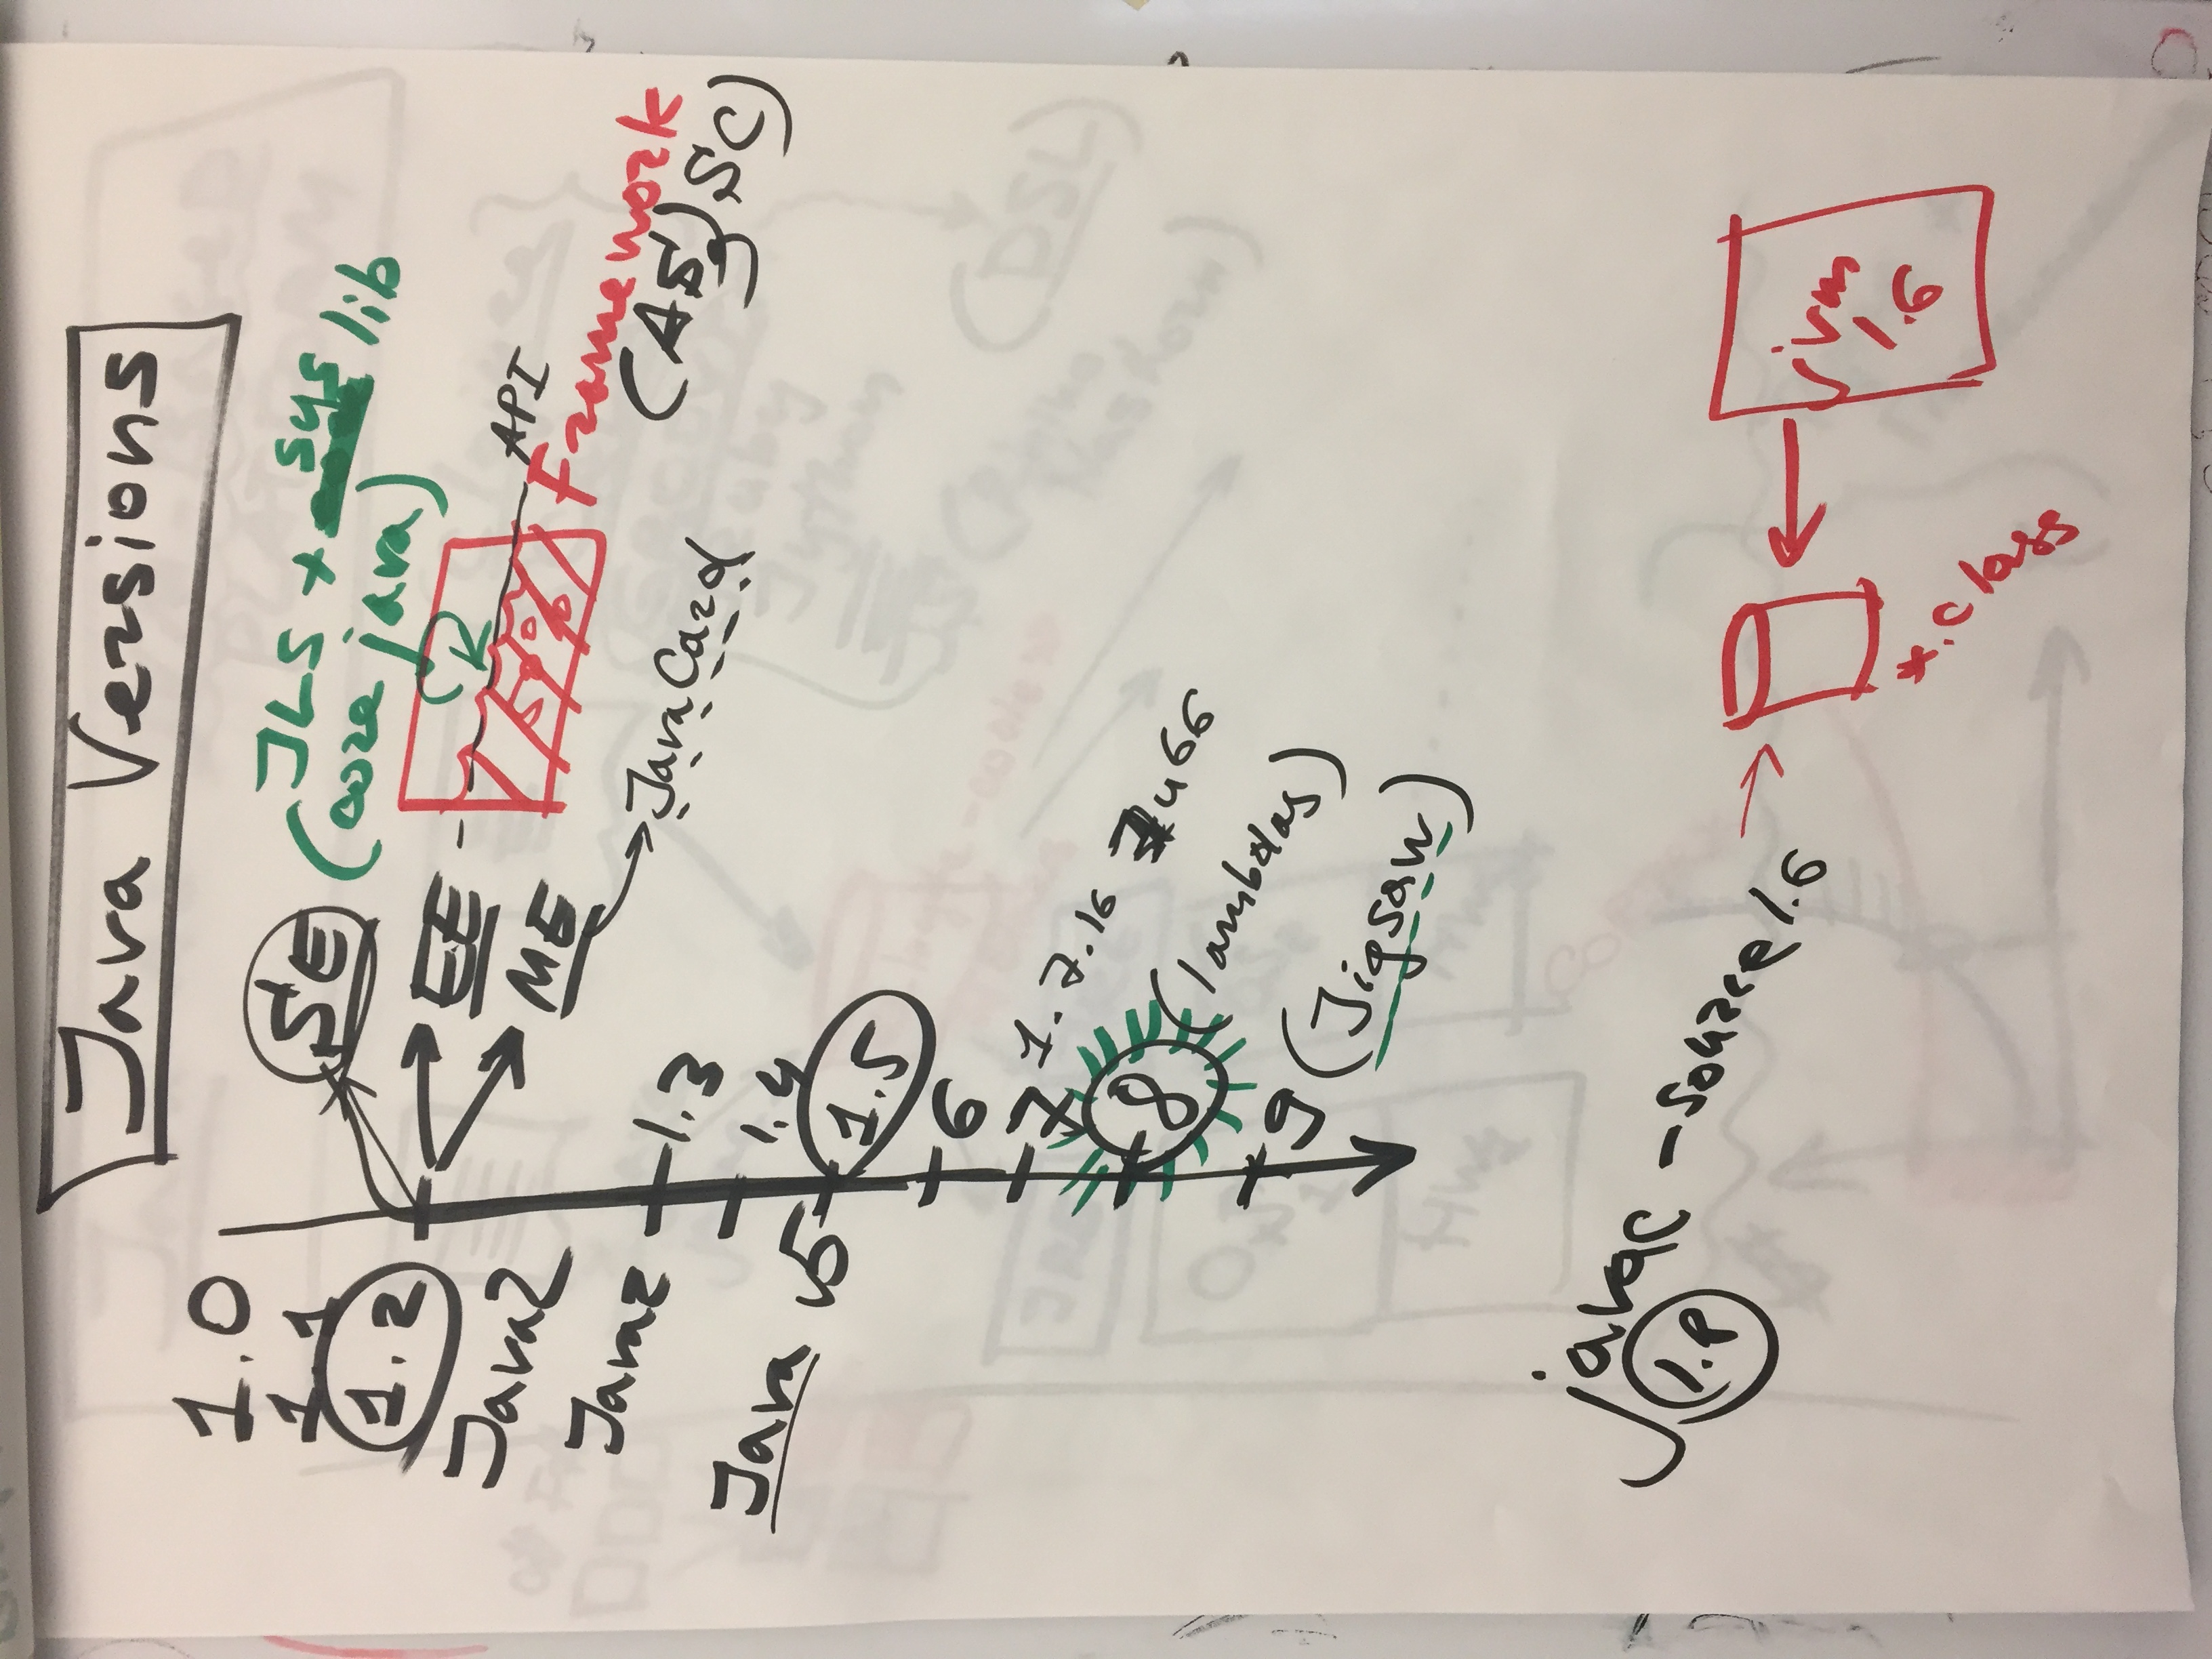 Java Versions
1.0
1.1
1.2
SE
JLS + sys lib
(core java)
EE
ME
API
50%
Framework
(AS, SC)
JavaCard
Java2
Java2
1.3
1.4
Java v5
1.5
6
7 1.7.16 7u66
8 (lambdas)
9 (Jigsaw)
javac -source 1.6
1.8
*.class
jvm
1.6